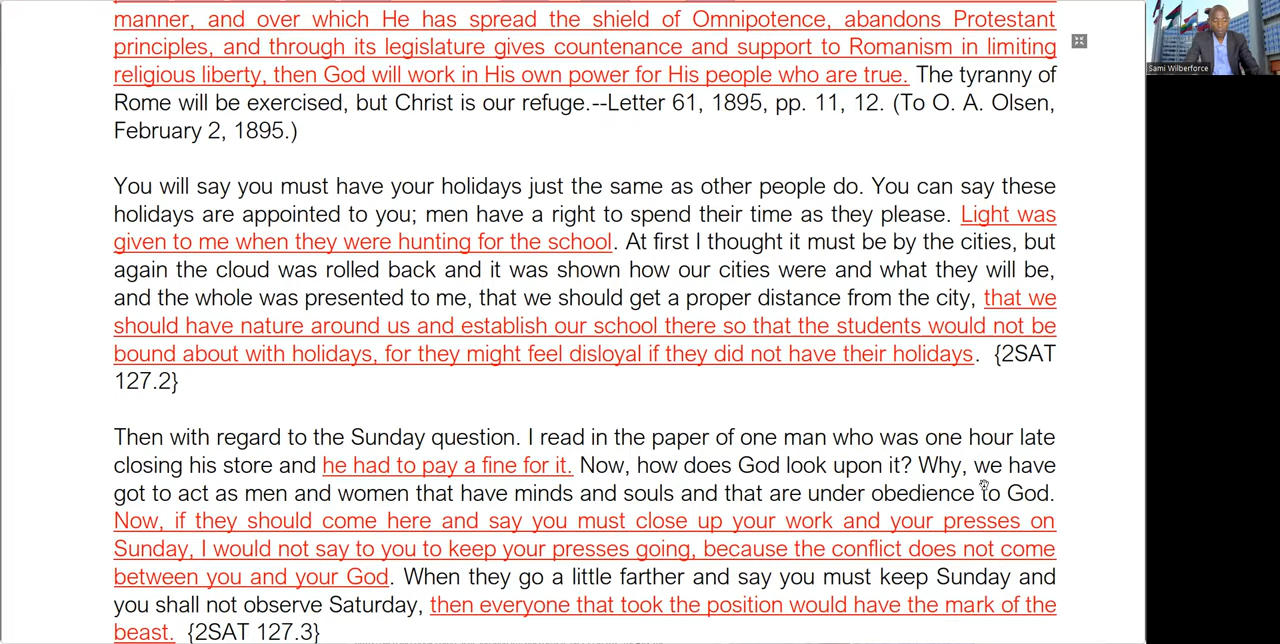 manner, and over which He has spread the shield of Omnipotence, abandons Protestant
principles, and through its legislature gives countenance and support to Romanism in limiting
religious liberty, then God will work in His own power for His people who are true. The tyranny of
Rome will be exercised, but Christ is our refuge.--Letter 61, 1895, pp. 11, 12. (To O. A. Olsen,
February 2, 1895.)
You will say you must have your holidays just the same as other people do. You can say these
holidays are appointed to you; men have a right to spend their time as they please. Light was
given to me when they were hunting for the school. At first I thought it must be by the cities, but
again the cloud was rolled back and it was shown how our cities were and what they will be,
and the whole was presented to me, that we should get a proper distance from the city, that we
should have nature around us and establish our school there so that the students would not be
bound about with holidays, for they might feel disloyal if they did not have their holidays. {2SAT
127.2}
Then with regard to the Sunday question. I read in the paper of one man who was one hour late
closing his store and he had to pay a fine for it. Now, how does God look upon it? Why, we have
got to act as men and women that have minds and souls and that are under obedience to God.
Now, if they should come here and say you must close up your work and your presses on
Sunday, I would not say to you to keep your presses going, because the conflict does not come
between you and your God. When they go a little farther and say you must keep Sunday and
you shall not observe Saturday, then everyone that took the position would have the mark of the
beast. {2SAT 127.3}
Sami Wilberforce